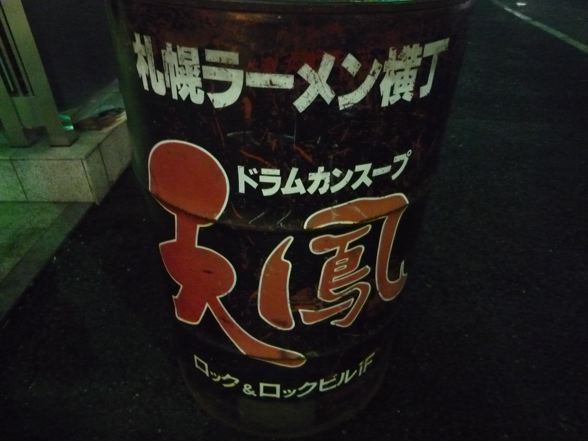 札幌ラーメン横丁
ドラムカンスープ
天鳳
ロック&ロックビル1F